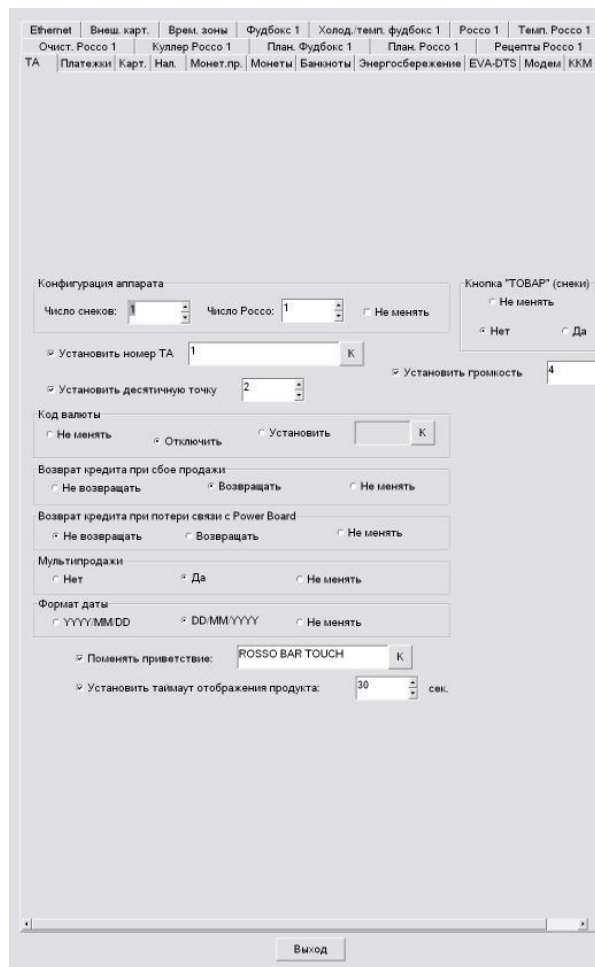 Ethernet Внеш. карт. Врем. зоны Фудбокс 1 Холод./темп. фудбокс 1 Россо 1 Темп. Россо 1
Очист. Россо 1 Куллер Россо 1 План. Фудбокс 1 План. Россо 1 Рецепты Россо 1
ТА Платежки Карт. Нал. Монет.пр. Монеты Банкноты Энергосбережение EVA-DTS Модем ККМ
Конфигурация аппарата
Кнопка "ТОВАР" (снеки)
Число снеков: 1 Число Россо: 1 Не менять
Не менять
Нет Да
Установить номер ТА 1 К
Установить громкость 4
Установить десятичную точку 2
Код валюты
Не менять Отключить Установить К
Возврат кредита при сбое продажи
Не возвращать Возвращать Не менять
Возврат кредита при потери связи с Power Board
Не возвращать Возвращать Не менять
Мультипродажи
Нет Да Не менять
Формат даты
YYYY/MM/DD DD/MM/YYYY Не менять
Поменять приветствие: ROSSO BAR TOUCH К
Установить таймаут отображения продукта: 30 сек.
Выход